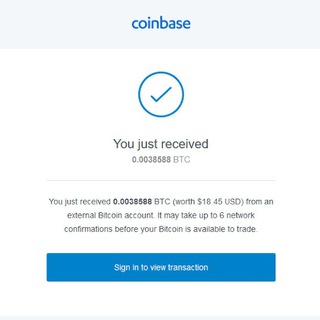 coinbase
You just received
0.0038588 BTC
You just received 0.0038588 BTC (worth $18.45 USD) from an
external Bitcoin account. It may take up to 6 network
confirmations before your Bitcoin is available to trade.
Sign in to view transaction